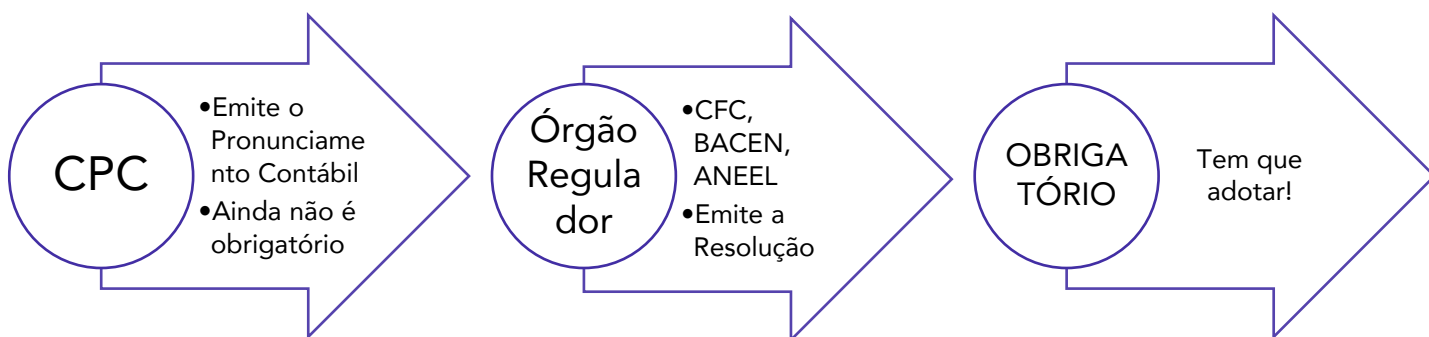 CPC
•Emite o
Pronunciame
nto Contábil
•Ainda não é
obrigatório
Órgão
Regula
dor
•CFC,
BACEN,
ANEEL
•Emite a
Resolução
OBRIGA
TÓRIO
Tem que
adotar!